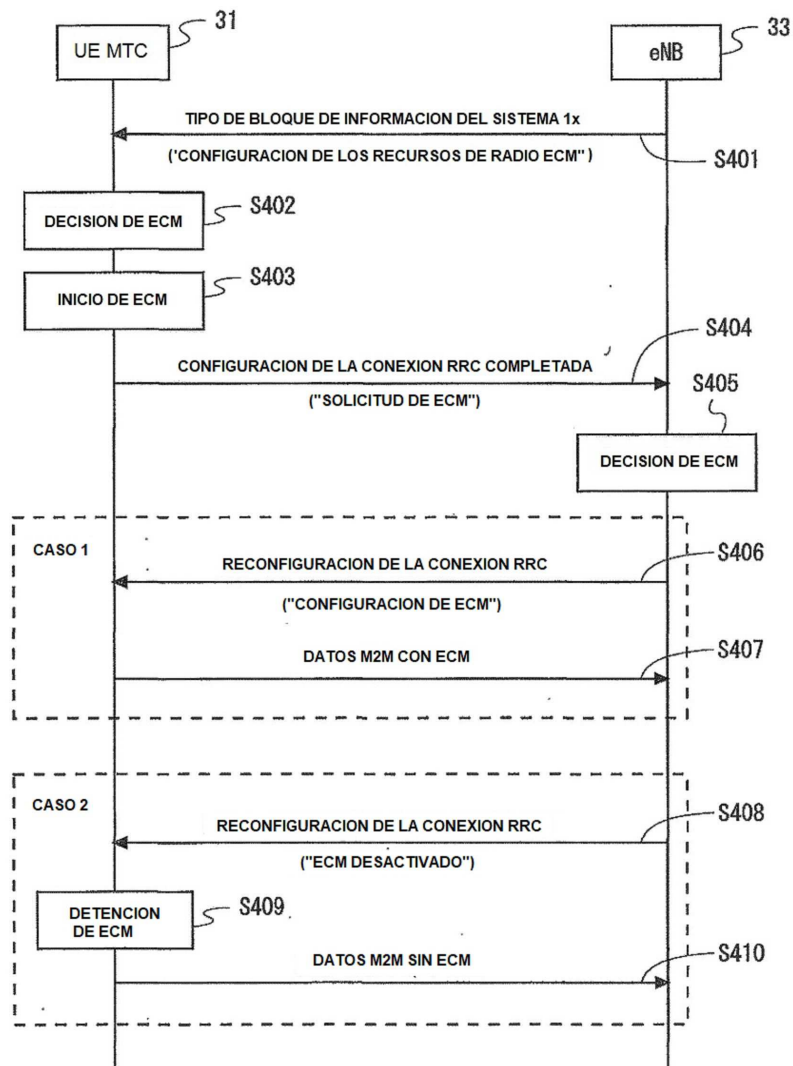 31
33
UE MTC
eNB
TIPO DE BLOQUE DE INFORMACION DEL SISTEMA 1x
('CONFIGURACION DE LOS RECURSOS DE RADIO ECM")
S401
DECISION DE ECM
S402
INICIO DE ECM
S403
S404
CONFIGURACION DE LA CONEXION RRC COMPLETADA
("SOLICITUD DE ECM")
S405
DECISION DE ECM
CASO 1
RECONFIGURACION DE LA CONEXION RRC
S406
("CONFIGURACION DE ECM")
DATOS M2M CON ECM
S407
CASO 2
RECONFIGURACION DE LA CONEXION RRC
S408
("ECM DESACTIVADO")
DETENCION
DE ECM
S409
DATOS M2M SIN ECM
S410